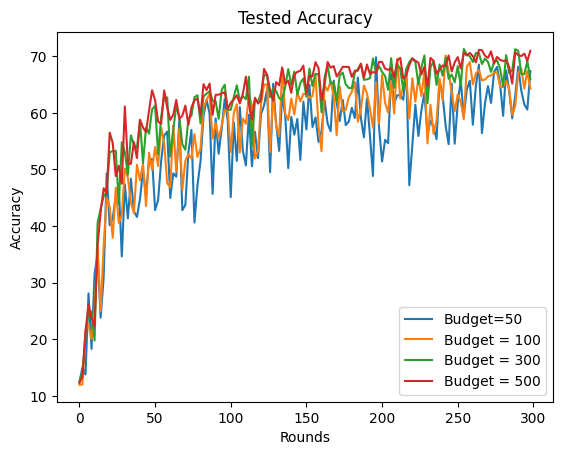 Tested Accuracy
Accuracy
70
60
50
40
30
20
10
0
50
100
150
200
250
300
Rounds
Budget=50
Budget = 100
Budget = 300
Budget = 500